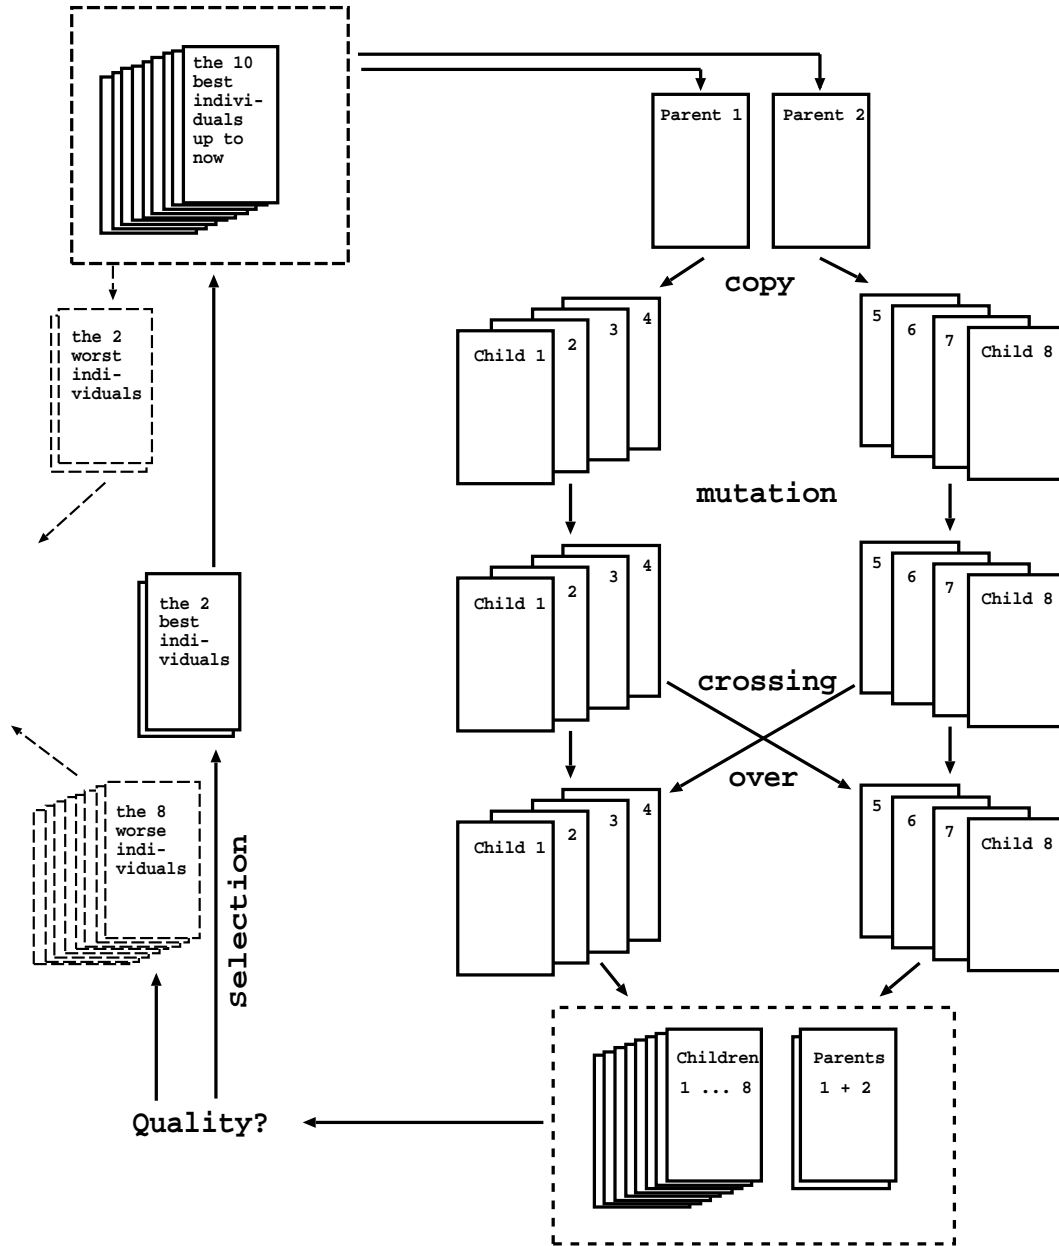 the 10
best
indivi-
duals
up to
now
Parent 1
Parent 2
copy
the 2
worst
indi-
viduals
Child 1
2
3
4
5
6
7
Child 8
mutation
Child 1
2
3
4
5
6
7
Child 8
the 2
best
indi-
viduals
crossing
over
the 8
worse
indi-
viduals
Selection
Child 1
2
3
4
5
6
7
Child 8
Children
1 ... 8
Parents
1 + 2
Quality?